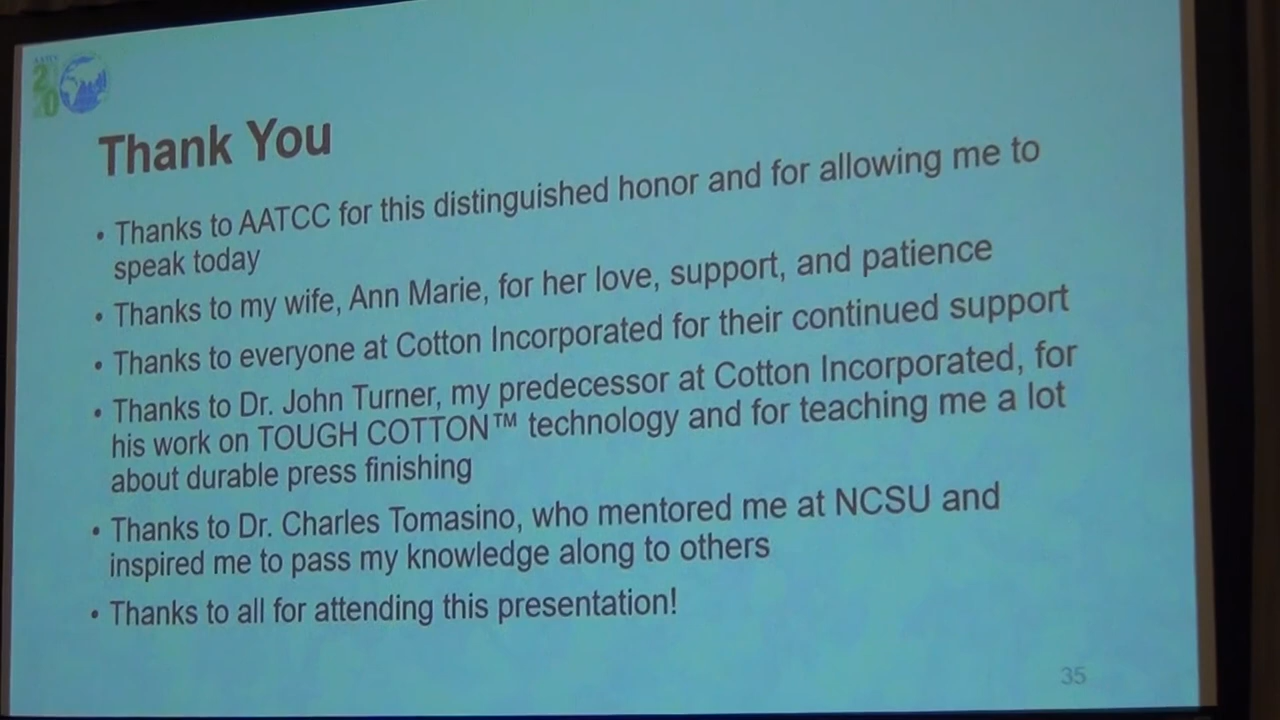 AATCC
20
Thank You
• Thanks to AATCC for this distinguished honor and for allowing me to
speak today
• Thanks to my wife, Ann Marie, for her love, support, and patience
• Thanks to everyone at Cotton Incorporated for their continued support
• Thanks to Dr. John Turner, my predecessor at Cotton Incorporated, for
his work on TOUGH COTTON™ technology and for teaching me a lot
about durable press finishing
• Thanks to Dr. Charles Tomasino, who mentored me at NCSU and
inspired me to pass my knowledge along to others
• Thanks to all for attending this presentation!
35